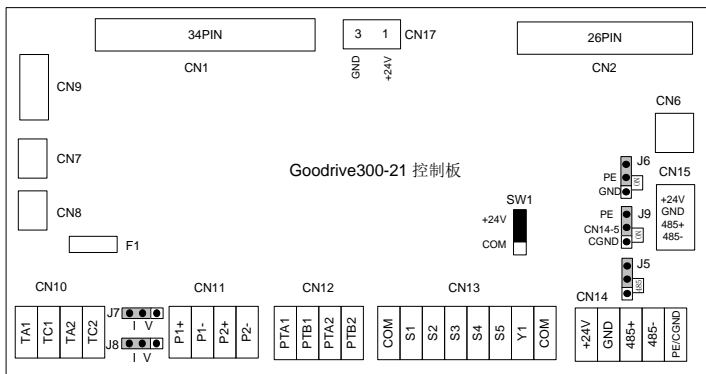 34PIN
3 1
CN17
26PIN
CN1
GND
+24V
CN2
CN9
CN6
CN7
Goodrive300-21 控制板
J6
PE
ON
GND
CN15
CN8
SW1
+24V
COM
PE
J9
CN14-5
ON
CGND
+24V
GND
485+
485-
F1
J5
485
CN10
CN11
CN12
CN13
CN14
TA1
TC1
TA2
TC2
J7
I V
J8
I V
P1+
P1-
P2+
P2-
PTA1
PTB1
PTA2
PTB2
COM
S1
S2
S3
S4
S5
Y1
COM
+24V
GND
485+
485-
PE/CGND